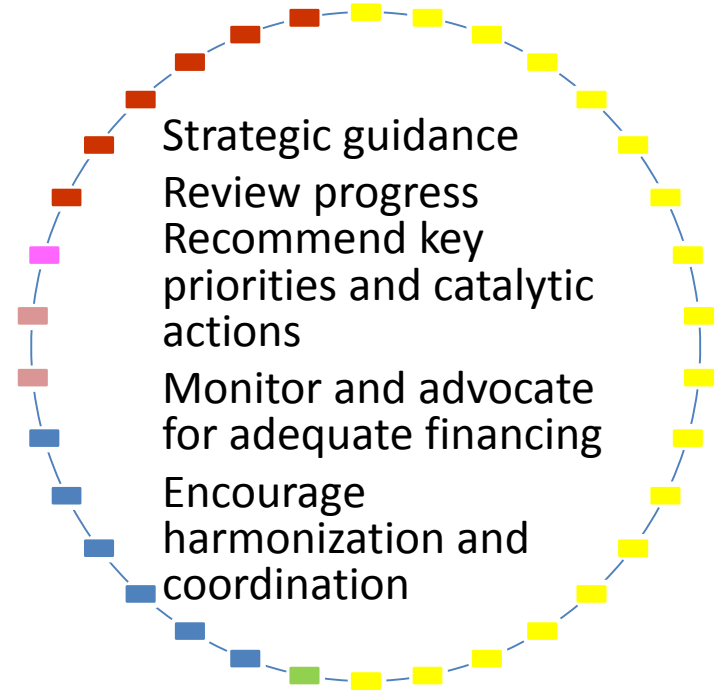 Strategic guidance
Review progress
Recommend key
priorities and catalytic
actions
Monitor and advocate
for adequate financing
Encourage
harmonization and
coordination